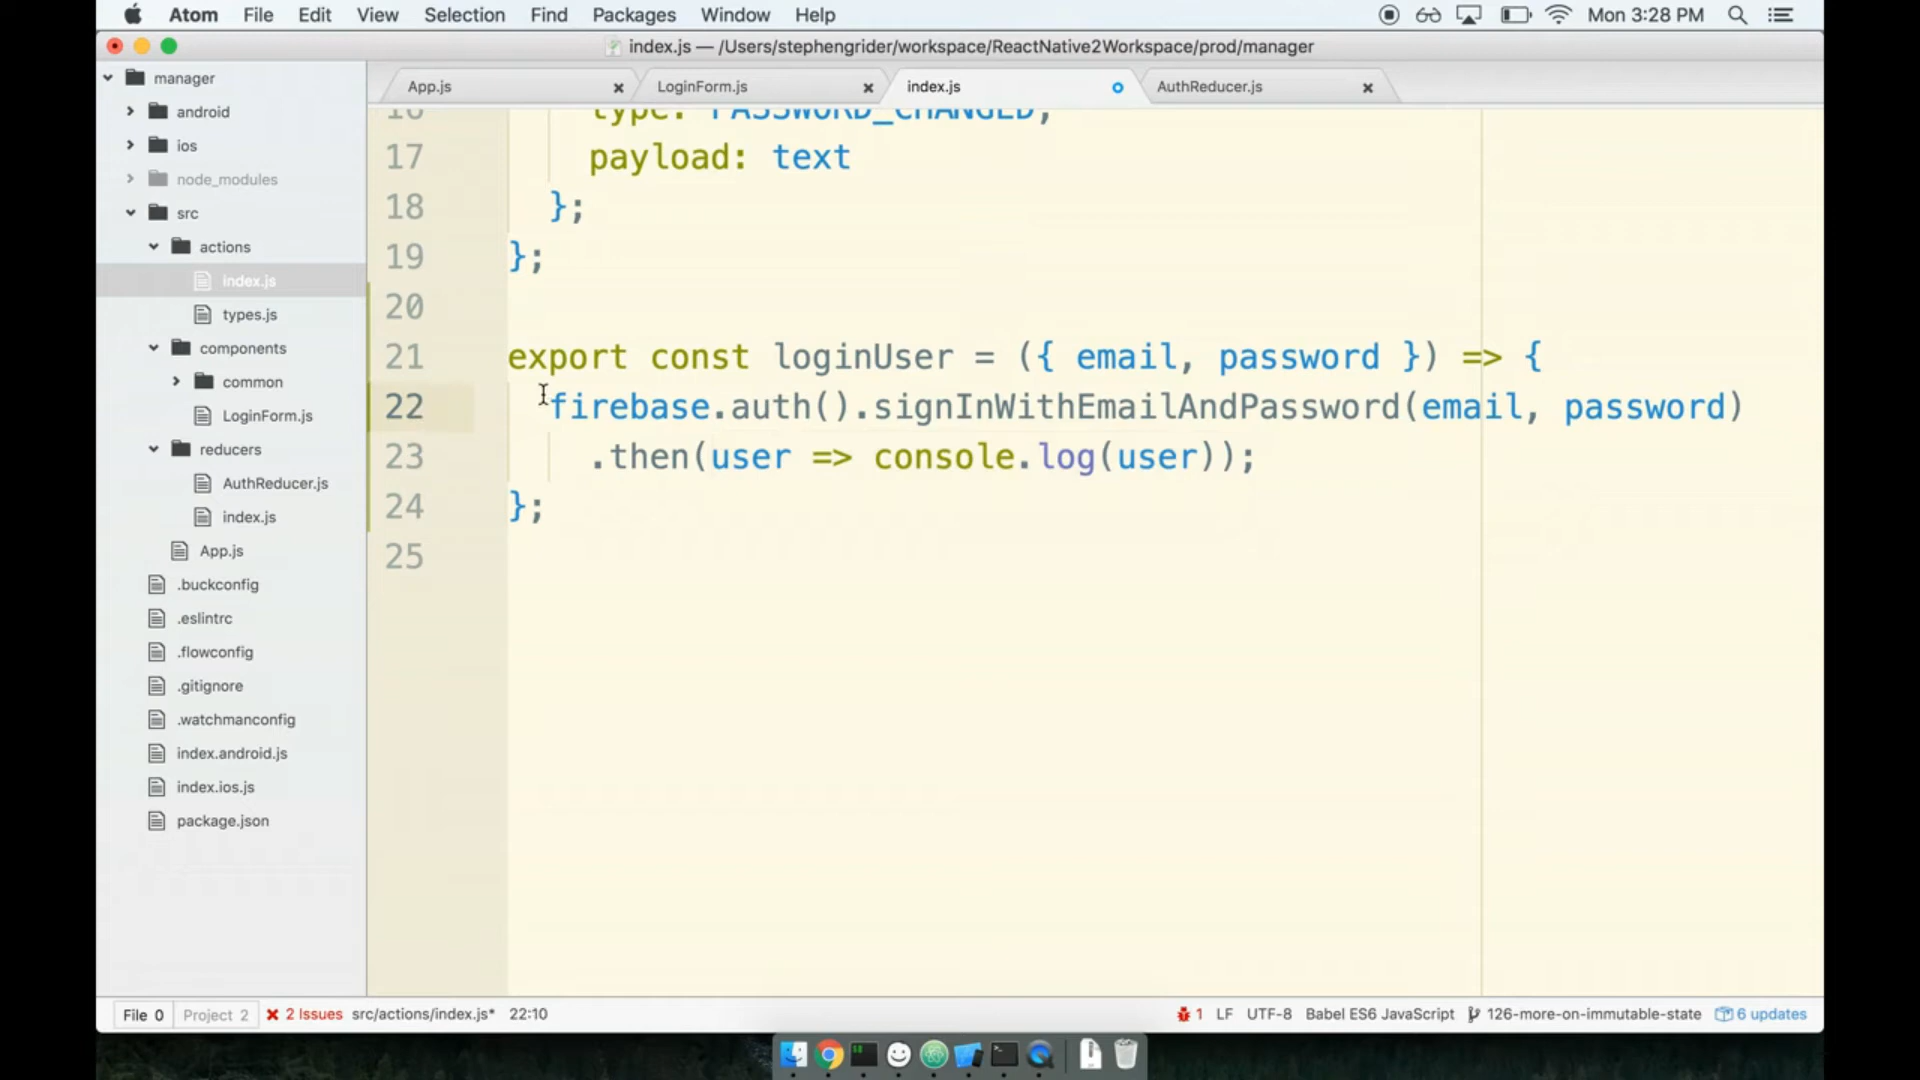 Atom File Edit View Selection Find Packages Window Help Mon 3:28 PM
index.js — /Users/stephengrider/workspace/ReactNative2Workspace/prod/manager
App.js LoginForm.js index.js AuthReducer.js
manager
android
ios
node_modules
src
actions
index.js
types.js
components
common
LoginForm.js
reducers
AuthReducer.js
index.js
App.js
.buckconfig
.eslintrc
.flowconfig
.gitignore
.watchmanconfig
index.android.js
index.ios.js
package.json
16 type: PASSWORD_CHANGED,
17 payload: text
18 };
19 };
20
21 export const loginUser = ({ email, password }) => {
22 firebase.auth().signInWithEmailAndPassword(email, password)
23 .then(user => console.log(user));
24 };
25
File 0 Project 2 2 Issues src/actions/index.js* 22:10 1 LF UTF-8 Babel ES6 JavaScript 126-more-on-immutable-state 6 updates